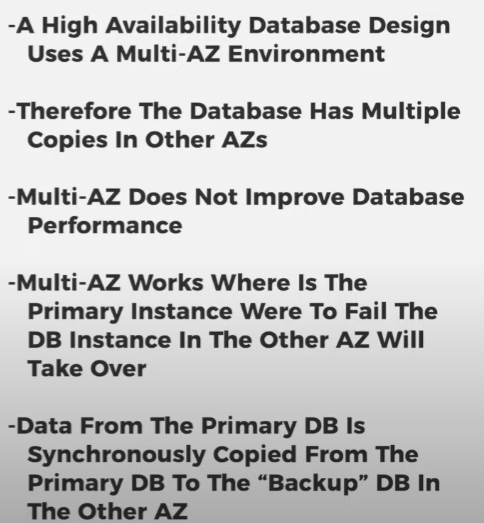 -A High Availability Database Design
Uses A Multi-AZ Environment
-Therefore The Database Has Multiple
Copies In Other AZs
-Multi-AZ Does Not Improve Database
Performance
-Multi-AZ Works Where Is The
Primary Instance Were To Fail The
DB Instance In The Other AZ Will
Take Over
-Data From The Primary DB Is
Synchronously Copied From The
Primary DB To The “Backup” DB In
The Other AZ